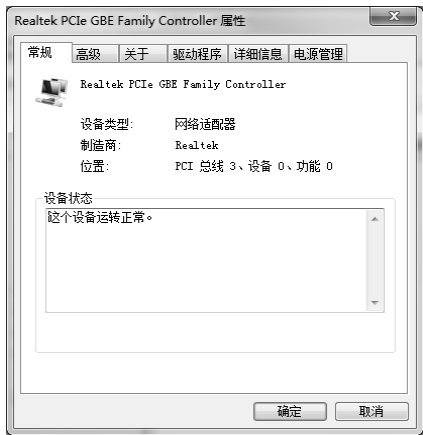 Realtek PCIe GBE Family Controller 属性
常规 高级 关于 驱动程序 详细信息 电源管理
Realtek PCIe GBE Family Controller
设备类型: 网络适配器
制造商: Realtek
位置: PCI 总线 3、设备 0、功能 0
设备状态
这个设备运转正常。
确定 取消